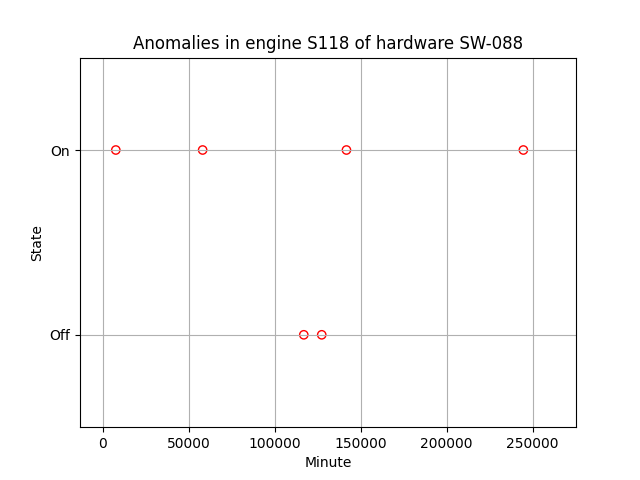 Anomalies in engine S118 of hardware SW-088
On
State
Off
0 50000 100000 150000 200000 250000
Minute